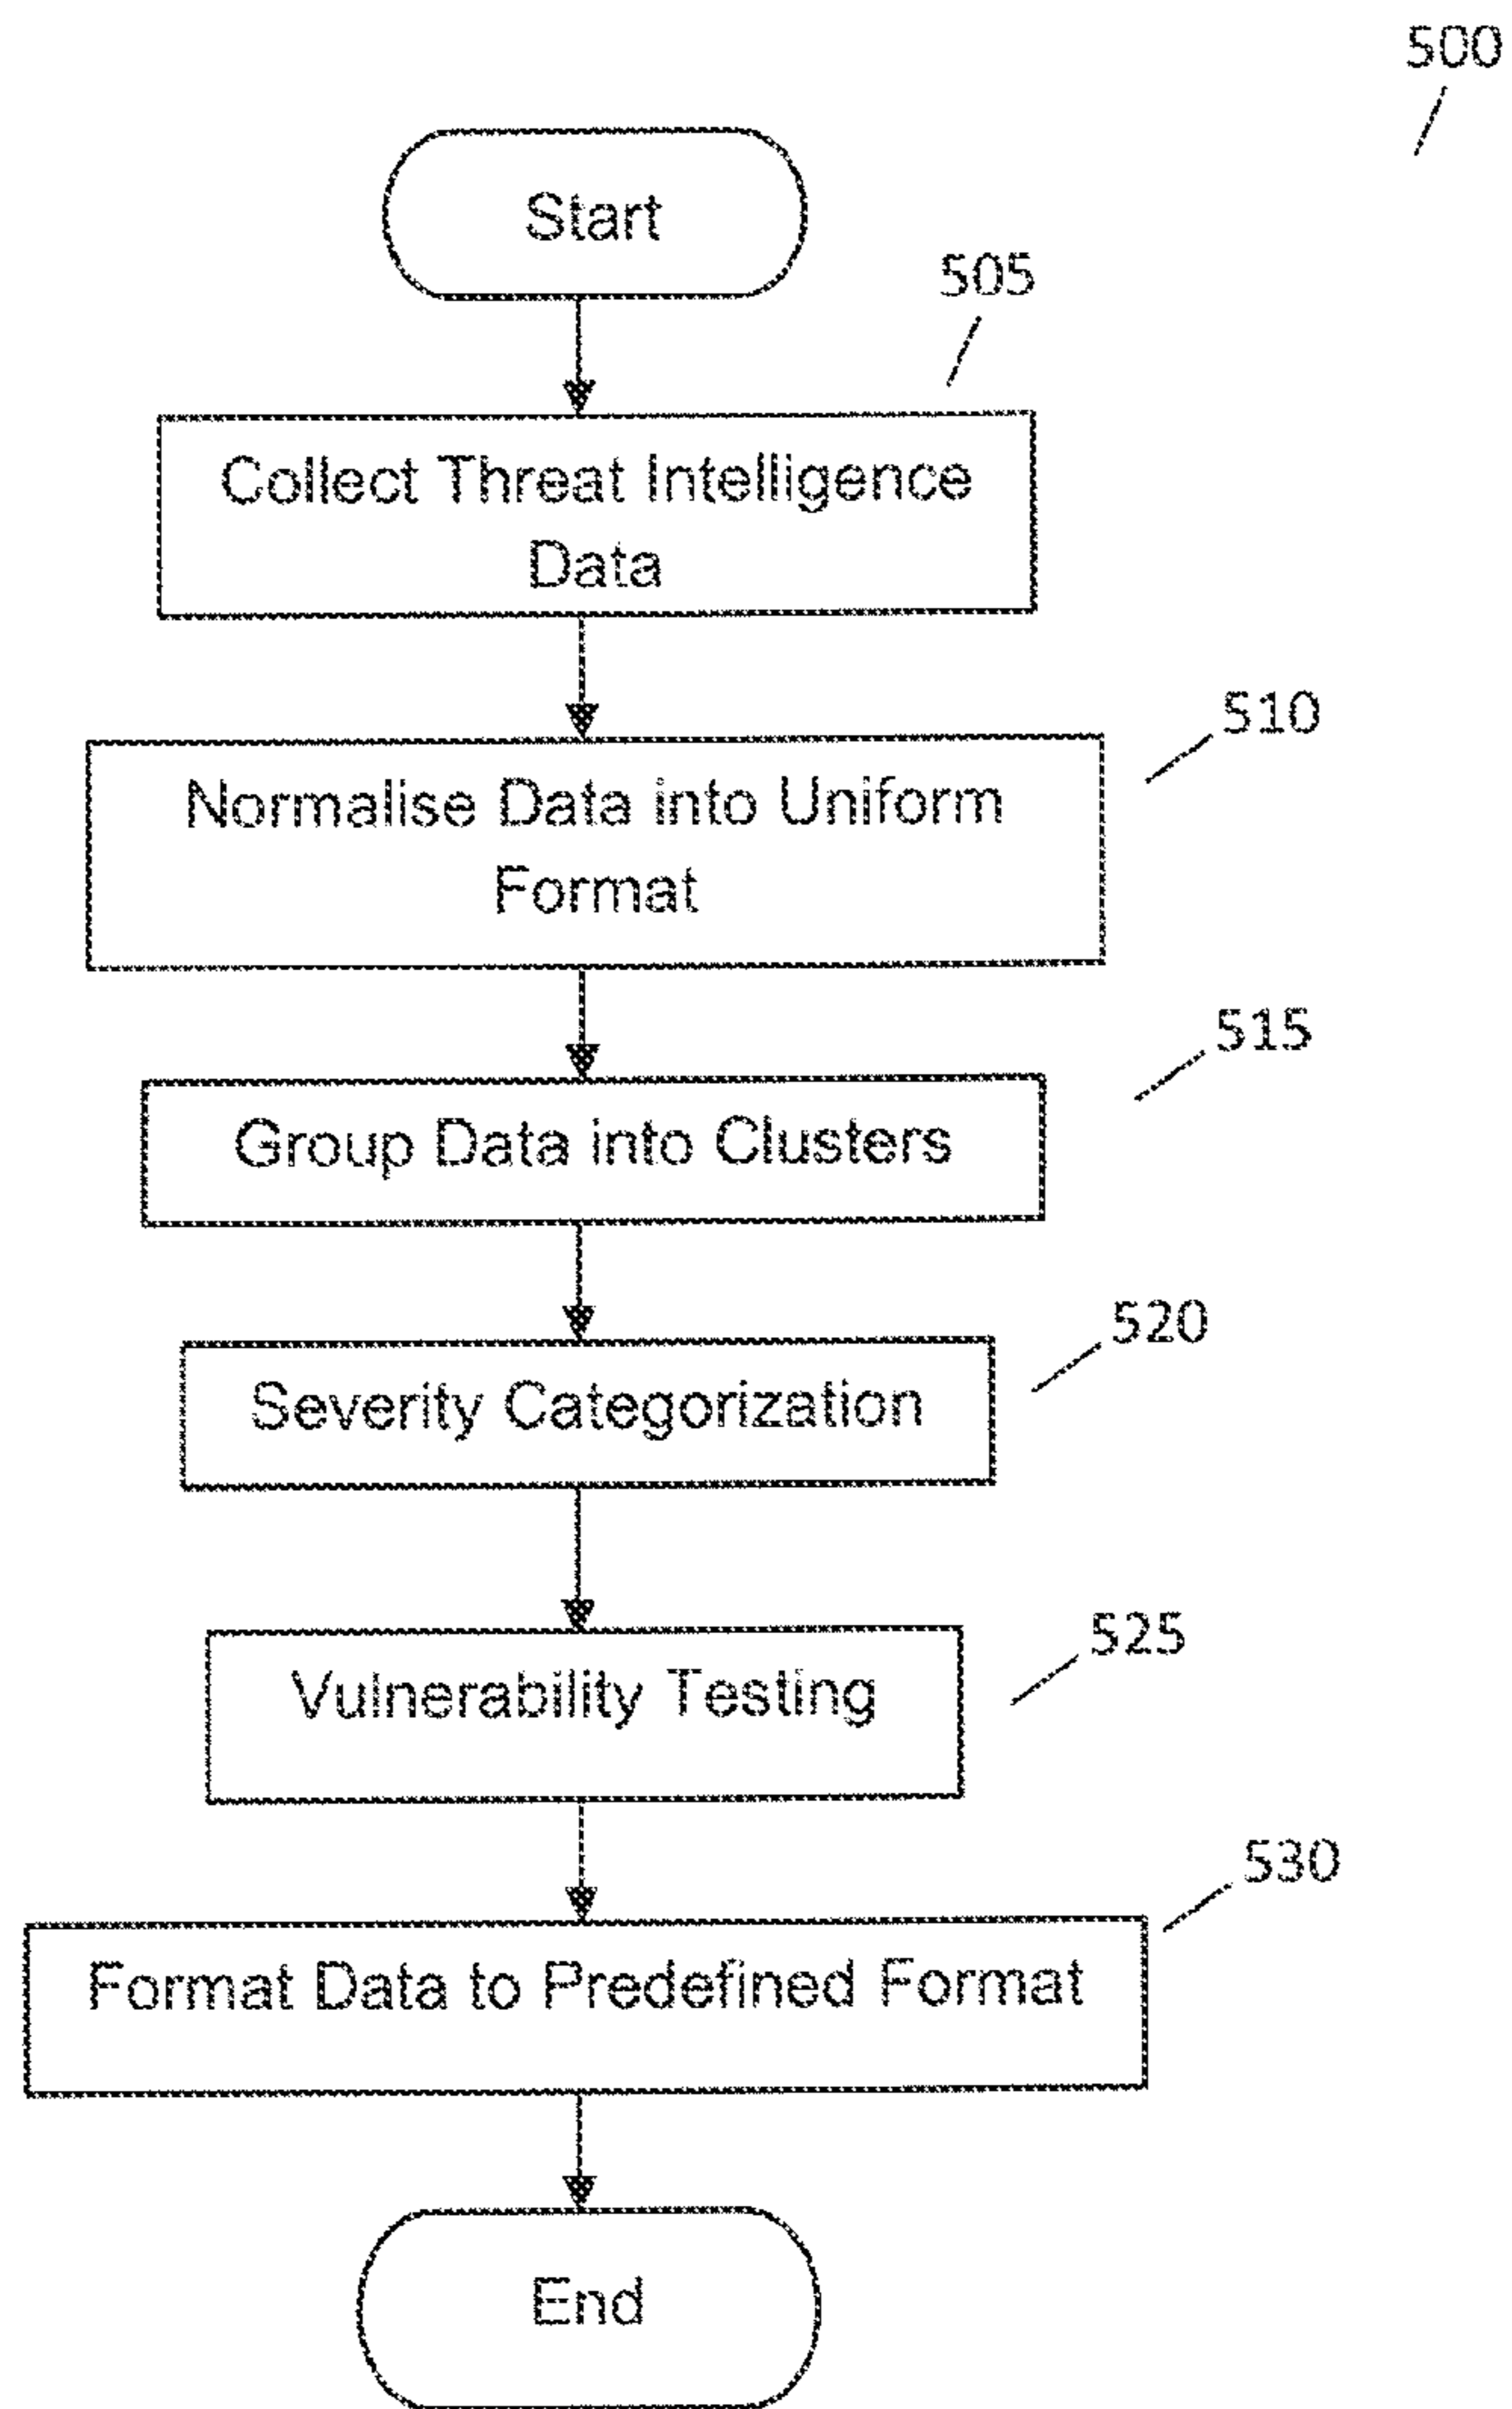 500
Start
505
Collect Threat Intelligence
Data
510
Normalise Data into Uniform
Format
515
Group Data into Clusters
520
Severity Categorization
525
Vulnerability Testing
530
Format Data to Predefined Format
End